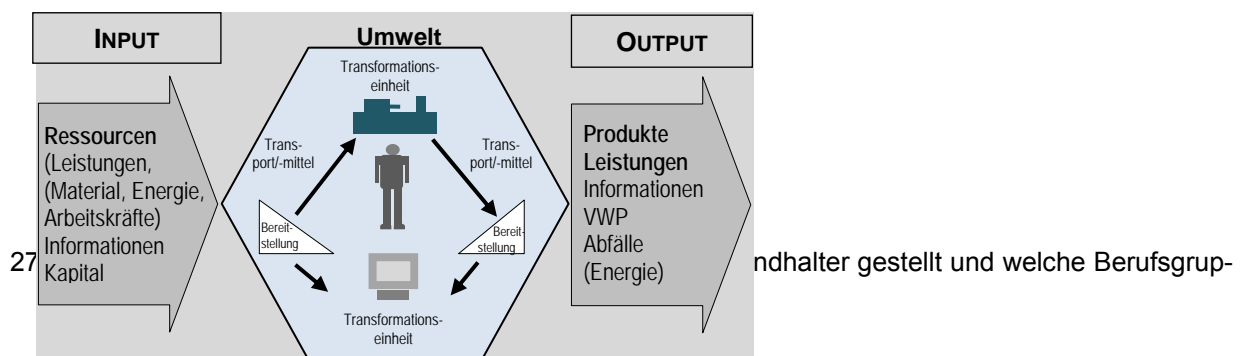 INPUT
Umwelt
OUTPUT
Transformations-
einheit
Ressourcen
(Leistungen,
(Material, Energie,
Arbeitskräfte)
Informationen
Kapital
Trans-
port/-mittel
Trans-
port/-mittel
Bereit-
stellung
Bereit-
stellung
Transformations-
einheit
Produkte
Leistungen
Informationen
VWP
Abfälle
(Energie)
27 ndhalter gestellt und welche Berufsgrup-